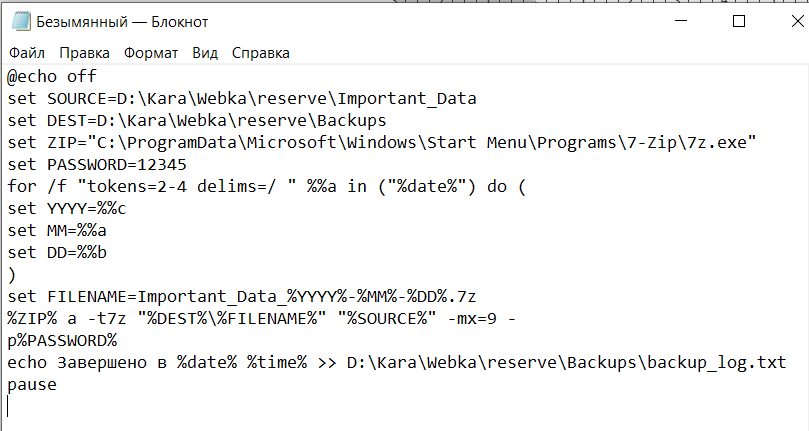 Безымянный — Блокнот
Файл Правка Формат Вид Справка
@echo off
set SOURCE=D:\Kara\Webka\reserve\Important_Data
set DEST=D:\Kara\Webka\reserve\Backups
set ZIP="C:\ProgramData\Microsoft\Windows\Start Menu\Programs\7-Zip\7z.exe"
set PASSWORD=12345
for /f "tokens=2-4 delims=/ " %%a in ("%date%") do (
set YYYY=%%c
set MM=%%a
set DD=%%b
)
set FILENAME=Important_Data_%YYYY%-%MM%-%DD%.7z
%ZIP% a -t7z "%DEST%\%FILENAME%" "%SOURCE%" -mx=9 -
p%PASSWORD%
echo Завершено в %date% %time% >> D:\Kara\Webka\reserve\Backups\backup_log.txt
pause